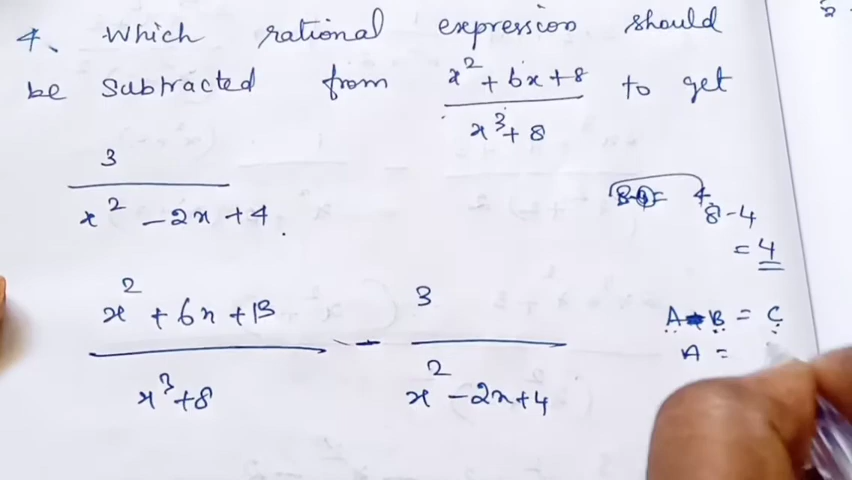 4. Which rational expression should
be subtracted from x² + 6x + 8 / x³ + 8 to get
3 / x² - 2x + 4 .
8 - 4
= 4
x² + 6x + 13 / x³ + 8 - 3 / x² - 2x + 4
A - B = C
A =